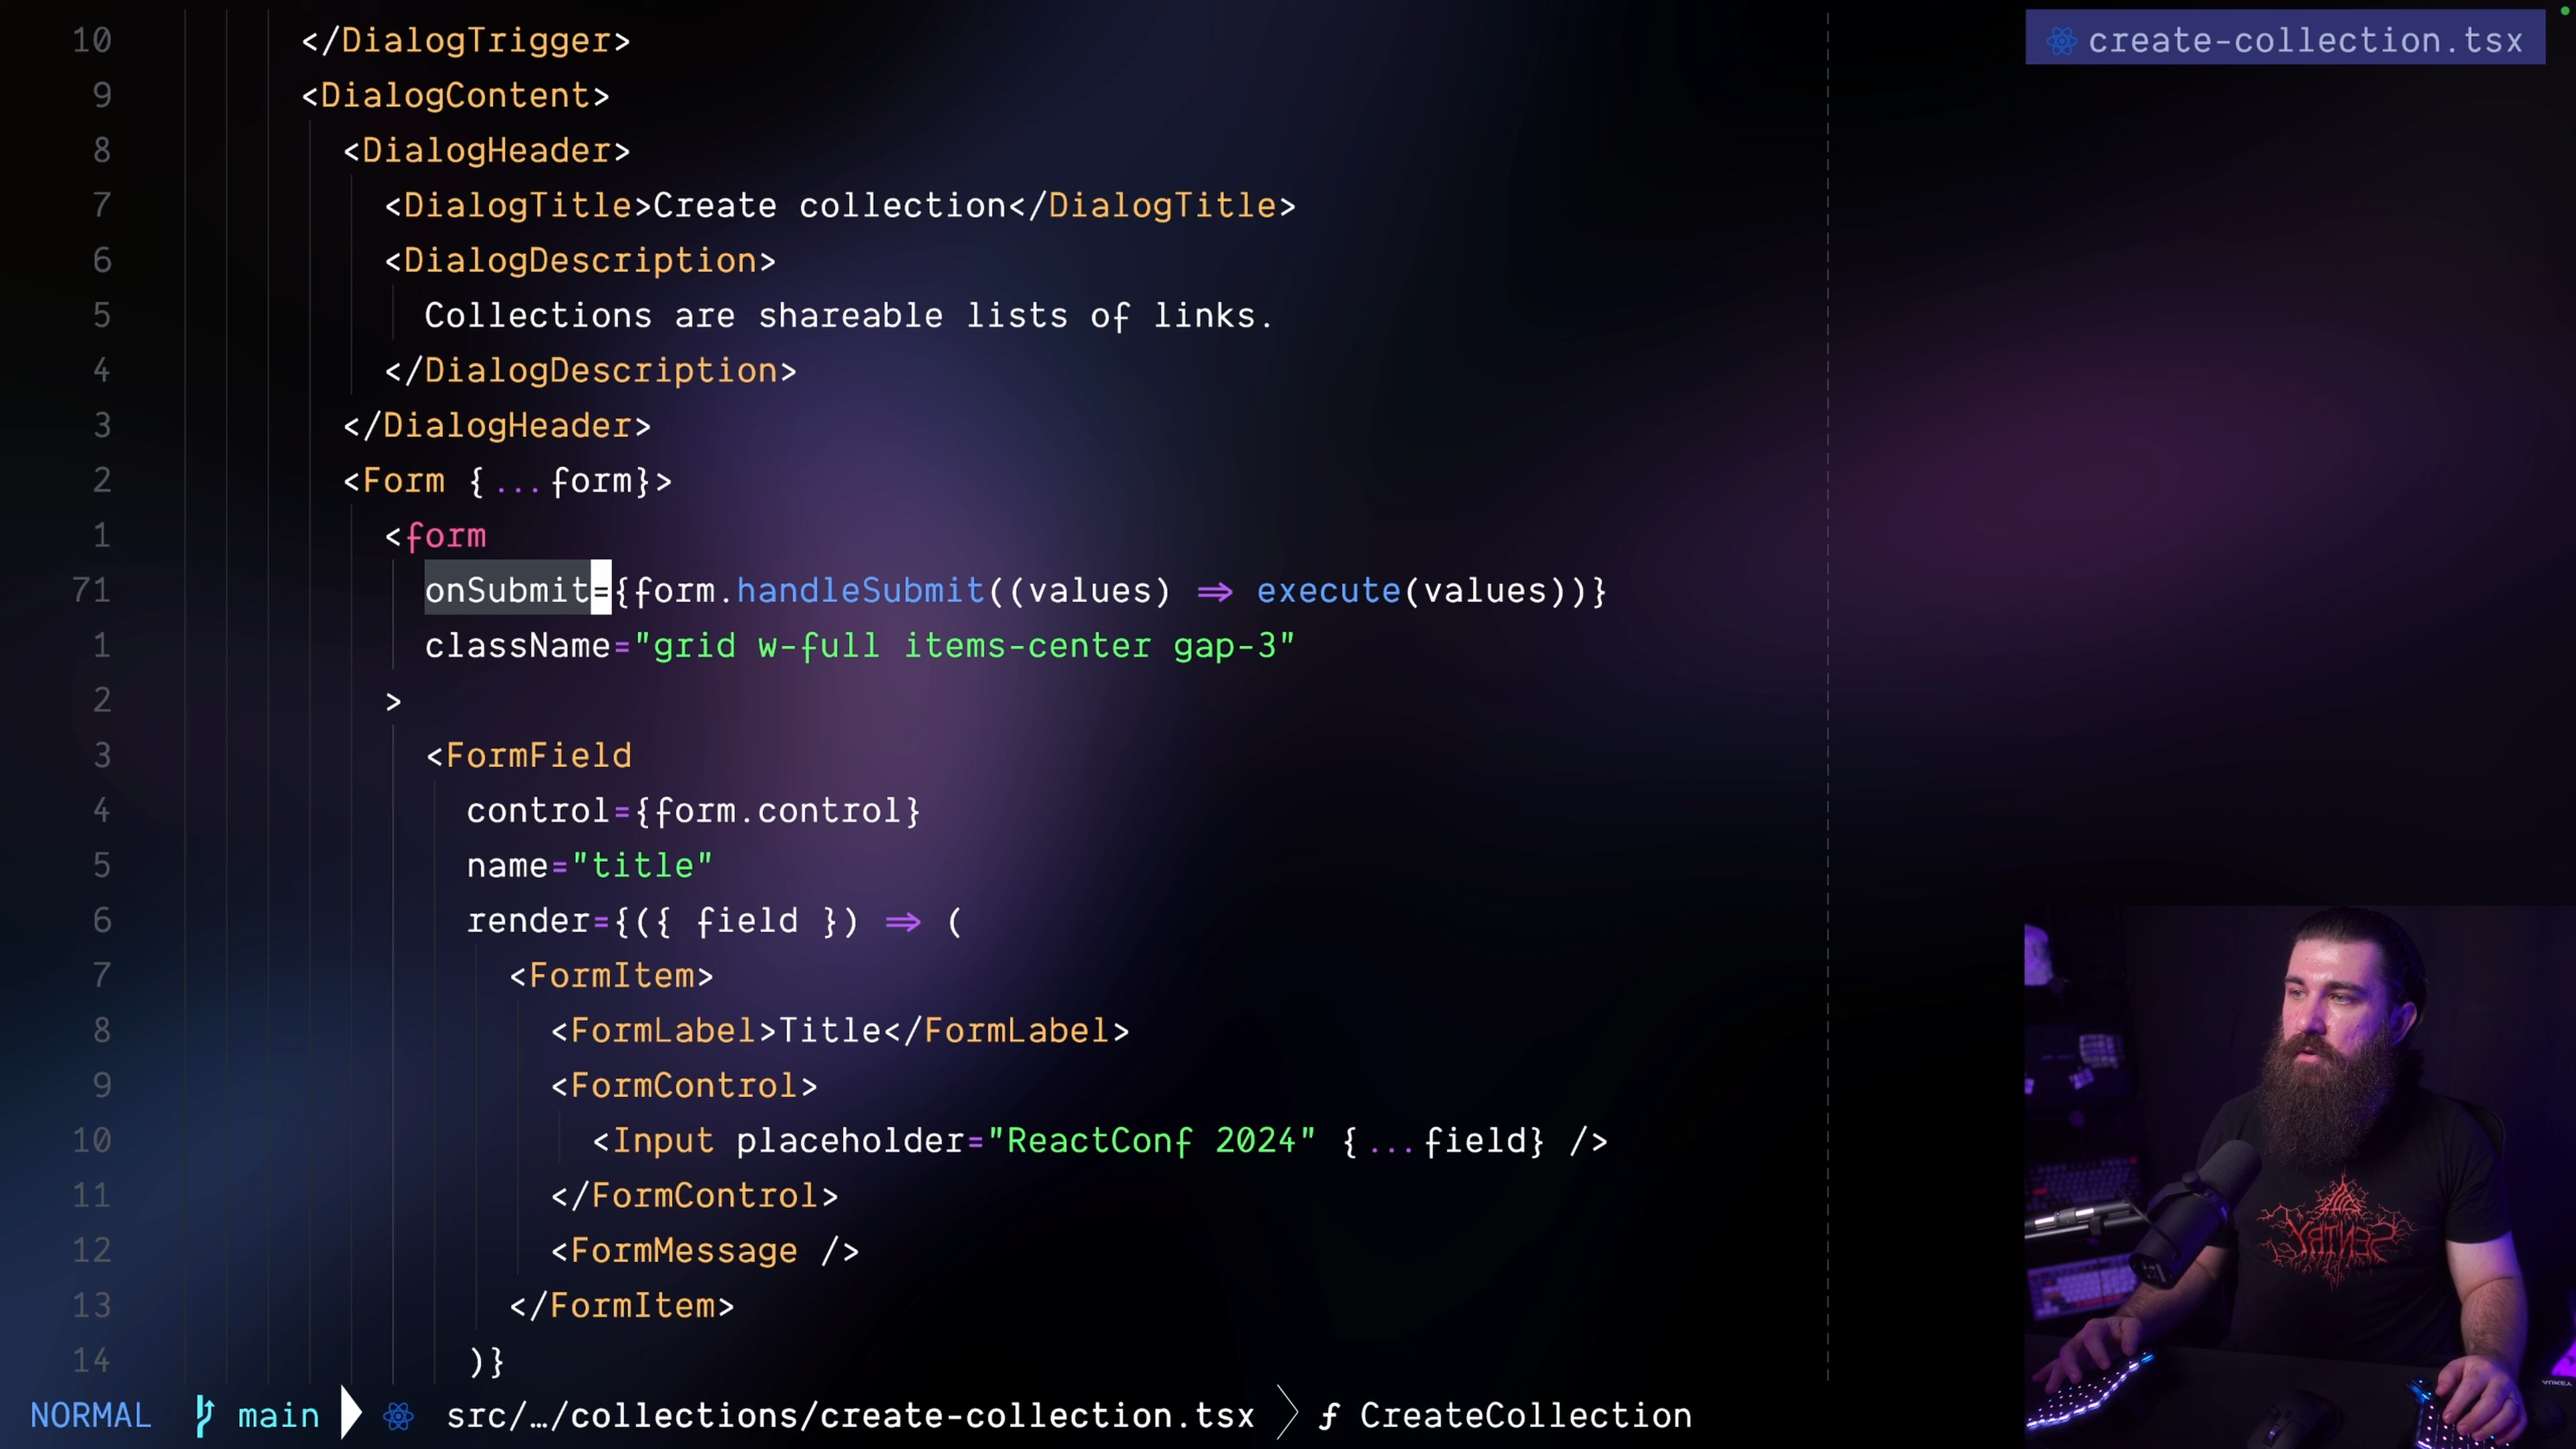 create-collection.tsx
10 </DialogTrigger>
9 <DialogContent>
8 <DialogHeader>
7 <DialogTitle>Create collection</DialogTitle>
6 <DialogDescription>
5 Collections are shareable lists of links.
4 </DialogDescription>
3 </DialogHeader>
2 <Form {...form}>
1 <form
71 onSubmit={form.handleSubmit((values) => execute(values))}
1 className="grid w-full items-center gap-3"
2 >
3 <FormField
4 control={form.control}
5 name="title"
6 render={({ field }) => (
7 <FormItem>
8 <FormLabel>Title</FormLabel>
9 <FormControl>
10 <Input placeholder="ReactConf 2024" {...field} />
11 </FormControl>
12 <FormMessage />
13 </FormItem>
14 )}
NORMAL main src/…/collections/create-collection.tsx f CreateCollection
SENTRY